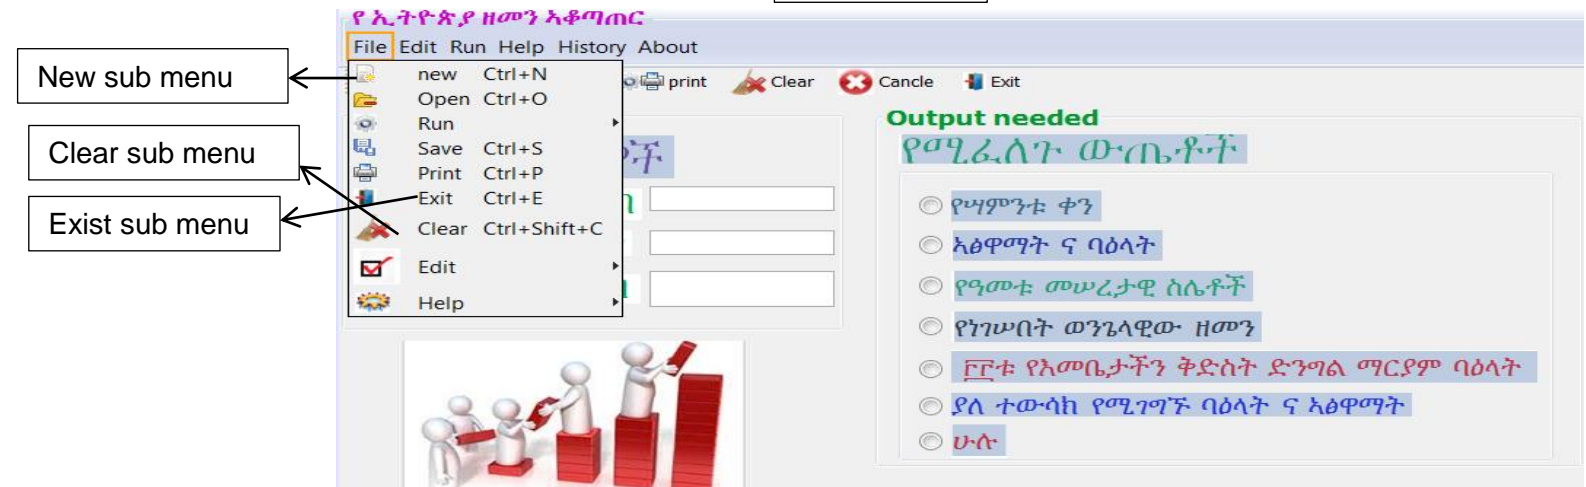 የ ኢትዮጵያ ዘመን አቆጣጠር
File Edit Run Help History About
New sub menu
new Ctrl+N
Open Ctrl+O
Run
Save Ctrl+S
Print Ctrl+P
Exit Ctrl+E
Clear Ctrl+Shift+C
Edit
Help
Clear sub menu
Exist sub menu
print Clear Cancle Exit
Output needed
የሚፈለጉ ውጤቶች
የሣምንቱ ቀን
አፅዋማት ና ባዕላት
የዓመቱ መሠረታዊ ስሌቶች
የነገሠበት ወንጌላዊው ዘመን
፴፫ቱ የእመቤታችን ቅድስት ድንግል ማርያም ባዕላት
ያለ ተውሳክ የሚገኙ ባዕላት ና አፅዋማት
ሁሉ